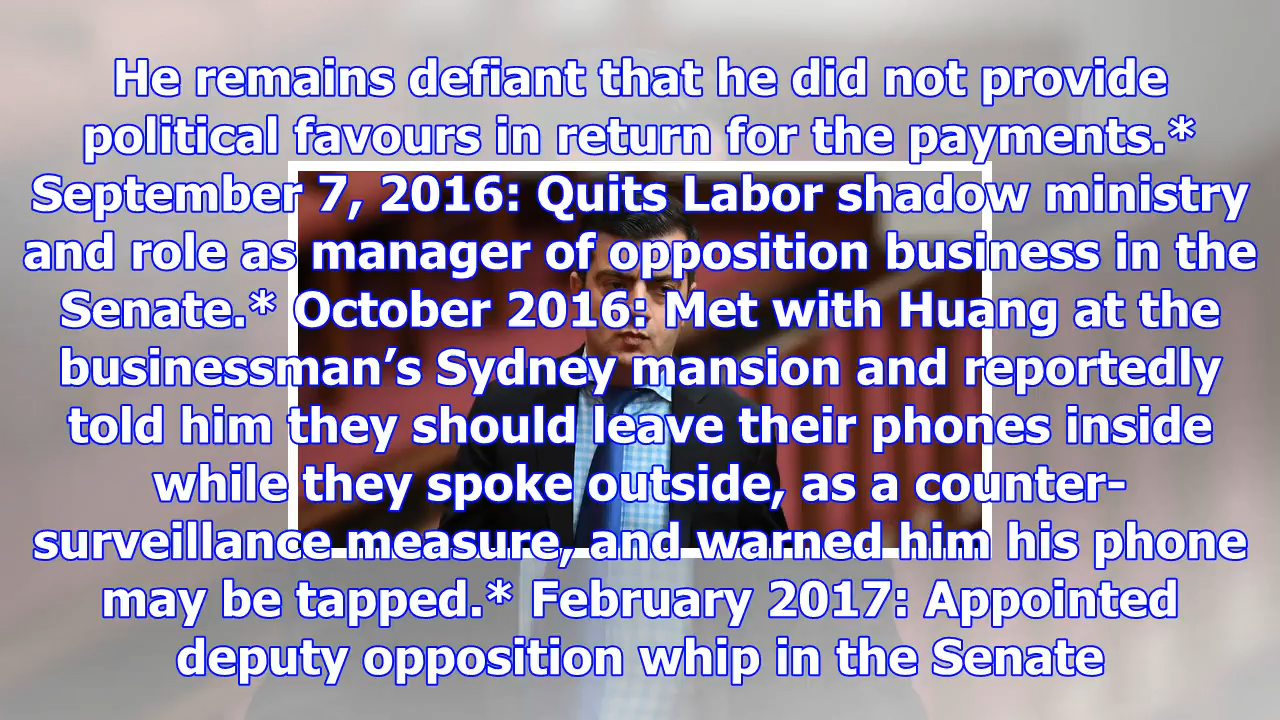 He remains defiant that he did not provide
political favours in return for the payments.*
September 7, 2016: Quits Labor shadow ministry
and role as manager of opposition business in the
Senate.* October 2016: Met with Huang at the
businessman’s Sydney mansion and reportedly
told him they should leave their phones inside
while they spoke outside, as a counter-
surveillance measure, and warned him his phone
may be tapped.* February 2017: Appointed
deputy opposition whip in the Senate